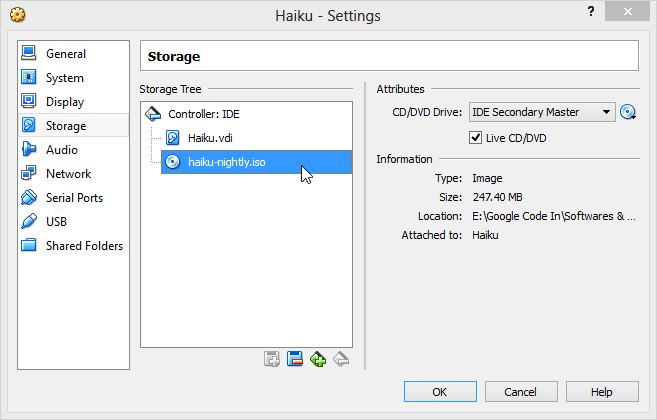 Haiku - Settings
?
General
System
Display
Storage
Audio
Network
Serial Ports
USB
Shared Folders
Storage
Storage Tree
Controller: IDE
Haiku.vdi
haiku-nightly.iso
Attributes
CD/DVD Drive: IDE Secondary Master
Live CD/DVD
Information
Type: Image
Size: 247.40 MB
Location: E:\Google Code In\Softwares & ...
Attached to: Haiku
OK
Cancel
Help